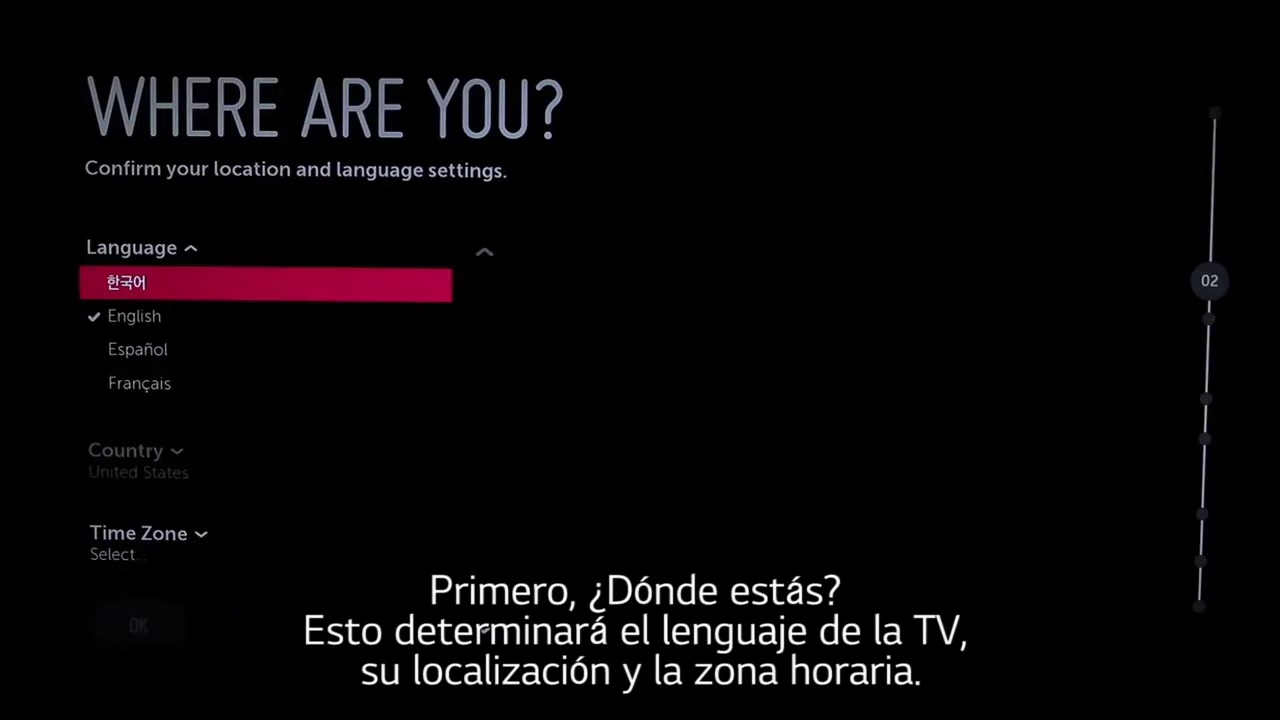 WHERE ARE YOU?
Confirm your location and language settings.
Language
한국어
English
Español
Français
Country
United States
Time Zone
Select...
OK
02
Primero, ¿Dónde estás?
Esto determinará el lenguaje de la TV,
su localización y la zona horaria.